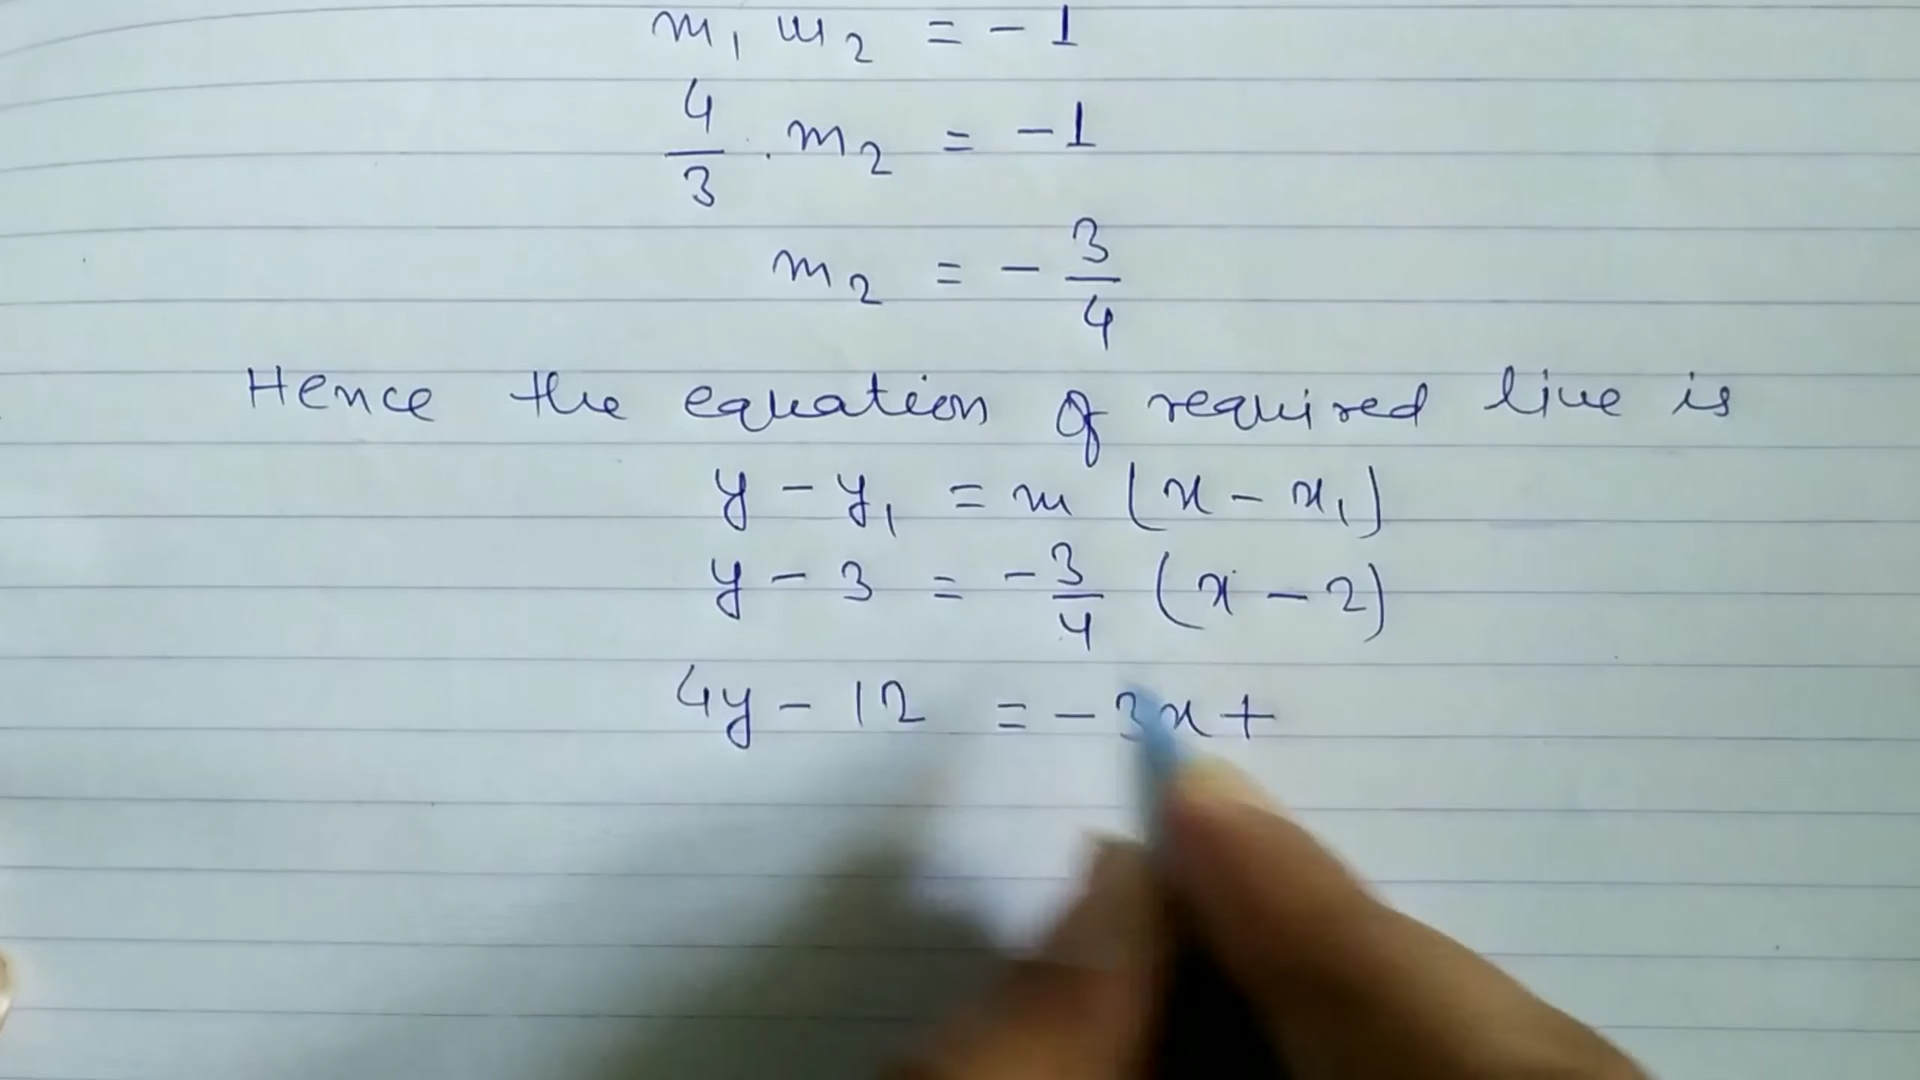 m₁ m₂ = -1
4/3 . m₂ = -1
m₂ = - 3/4
Hence the equation of required line is
y - y₁ = m (x - x₁)
y - 3 = -3/4 (x - 2)
4y - 12 = -3x +